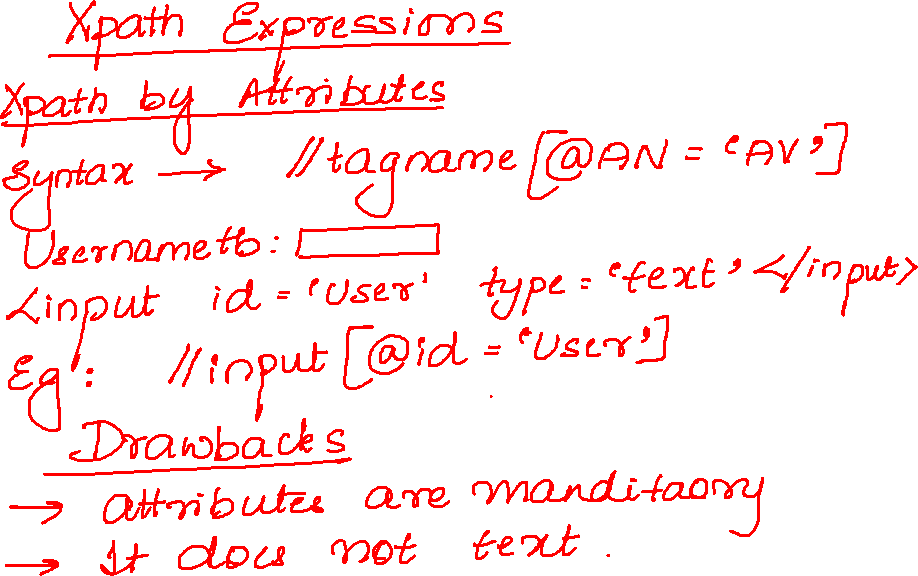 Xpath Expressions
Xpath by Attributes
Syntax → //tagname[@AN = 'AV']
Usernametb:
<input id = 'User' type = 'text' </input>
Eg: //input[@id = 'User']
Drawbacks
→ attributes are manditaory
→ It does not text.